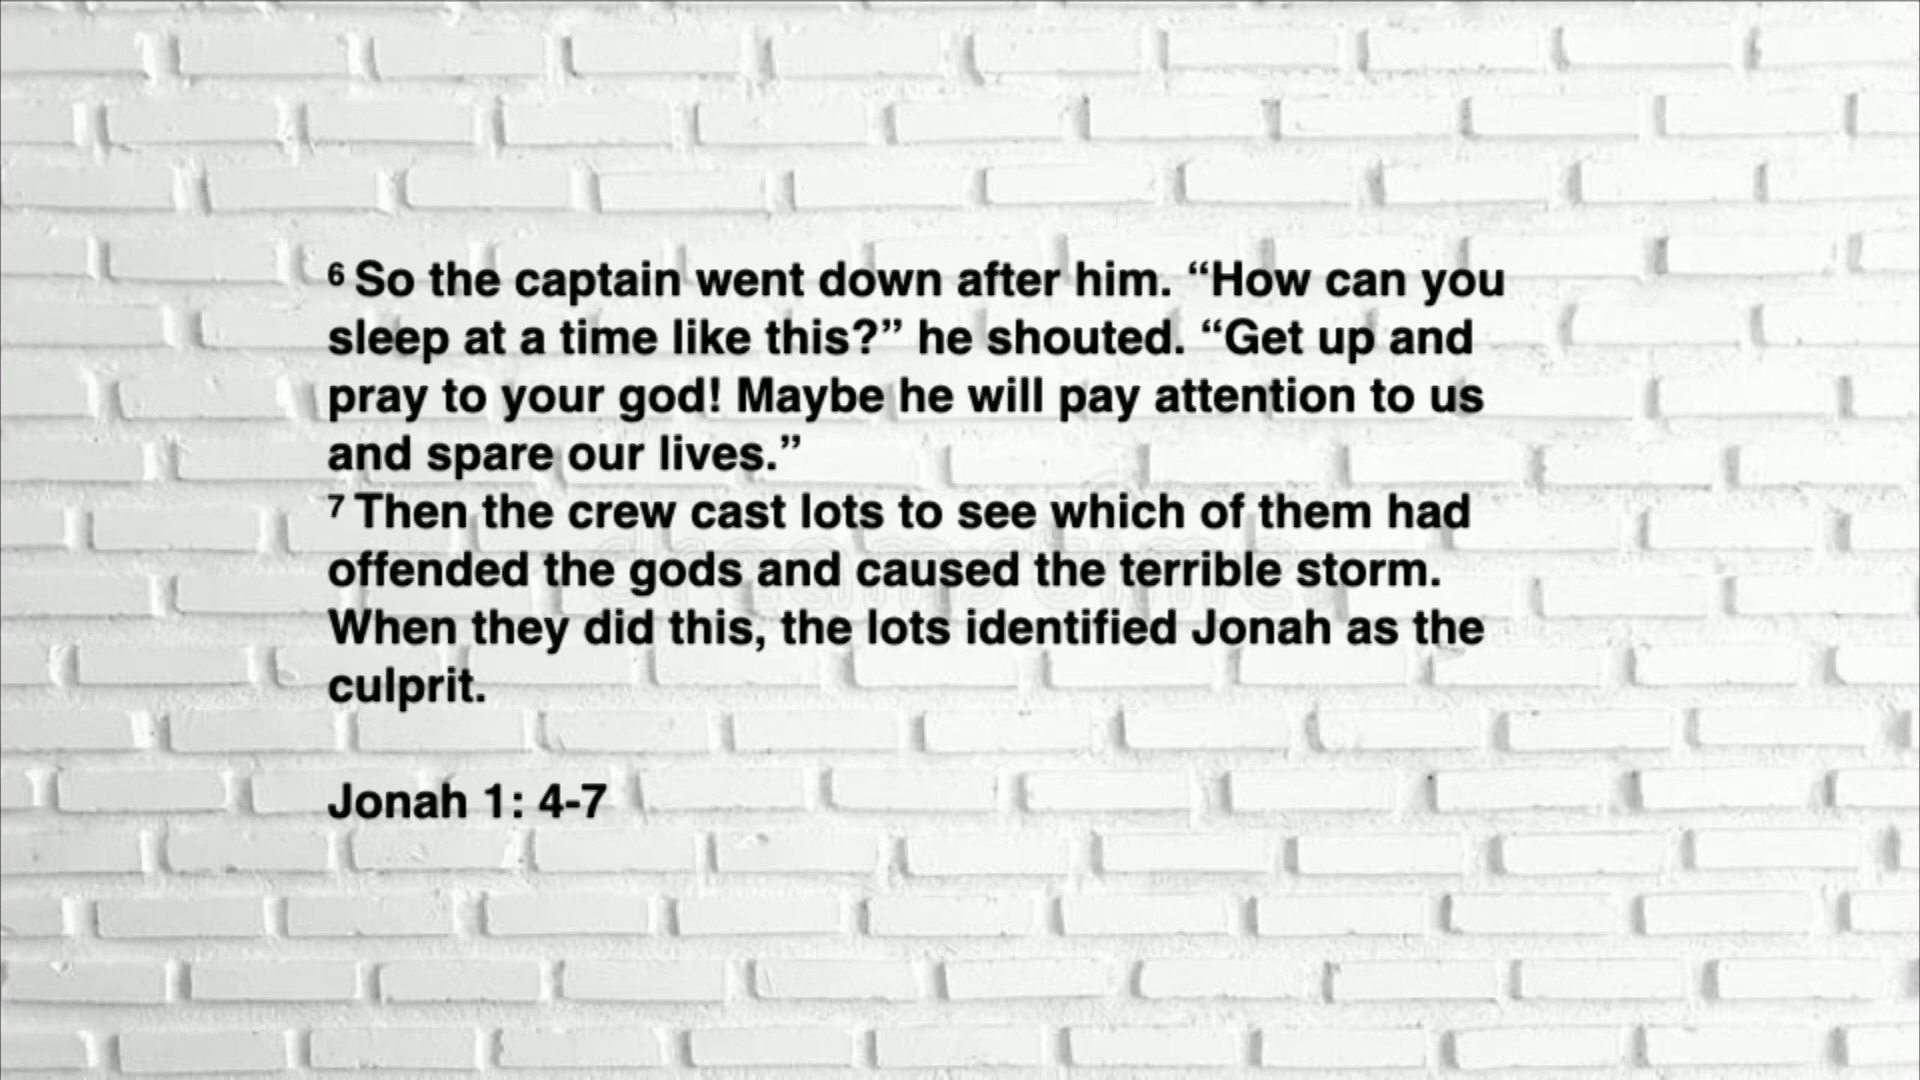 6 So the captain went down after him. “How can you
sleep at a time like this?” he shouted. “Get up and
pray to your god! Maybe he will pay attention to us
and spare our lives.”
7 Then the crew cast lots to see which of them had
offended the gods and caused the terrible storm.
When they did this, the lots identified Jonah as the
culprit.
Jonah 1: 4-7